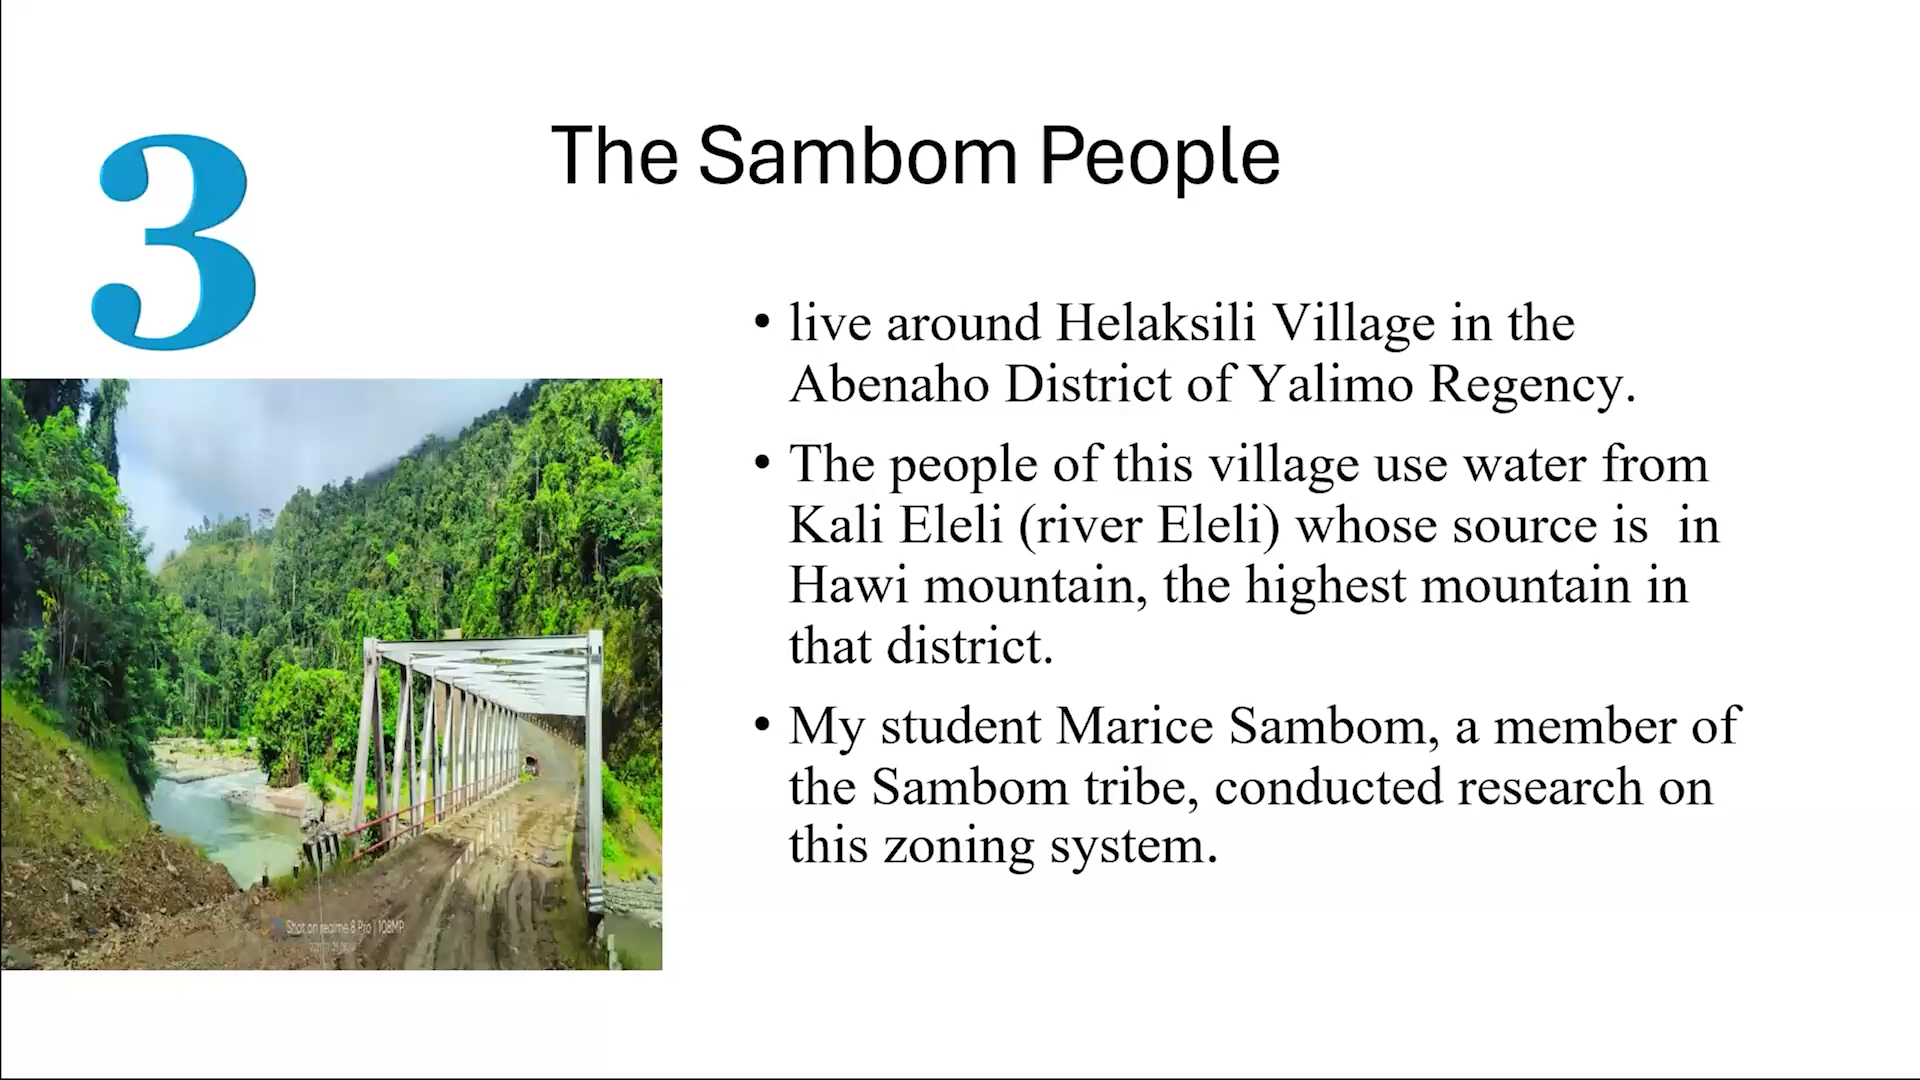 3
The Sambom People
• live around Helaksili Village in the
Abenaho District of Yalimo Regency.
• The people of this village use water from
Kali Eleli (river Eleli) whose source is  in
Hawi mountain, the highest mountain in
that district.
• My student Marice Sambom, a member of
the Sambom tribe, conducted research on
this zoning system.
Shot on realme 8 Pro | 108MP